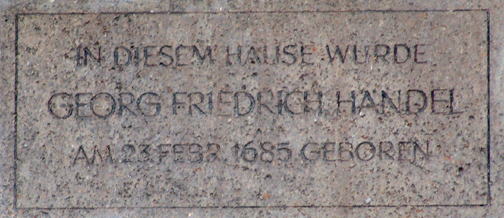 IN DIESEM HAUSE WURDE
GEORG FRIEDRICH HÄNDEL
AM 23. FEBR. 1685 GEBOREN